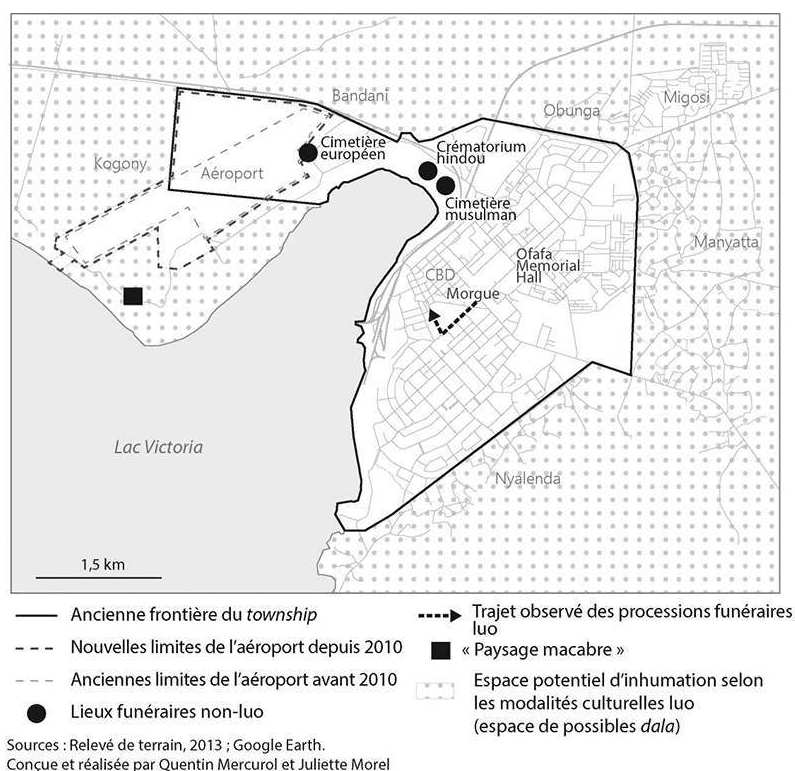 Bandani
Obunga
Migosi
Cimetière
européen
Crématorium
hindou
Kogony
Aéroport
Cimetière
musulman
Manyatta
Ofafa
Memorial
Hall
CBD
Morgue
Lac Victoria
Nyalenda
1,5 km
Ancienne frontière du township
Nouvelles limites de l'aéroport depuis 2010
Anciennes limites de l'aéroport avant 2010
Lieux funéraires non-luo
Trajet observé des processions funéraires
luo
« Paysage macabre »
Espace potentiel d'inhumation selon
les modalités culturelles luo
(espace de possibles dala)
Sources : Relevé de terrain, 2013 ; Google Earth.
Conçue et réalisée par Quentin Mercurol et Juliette Morel